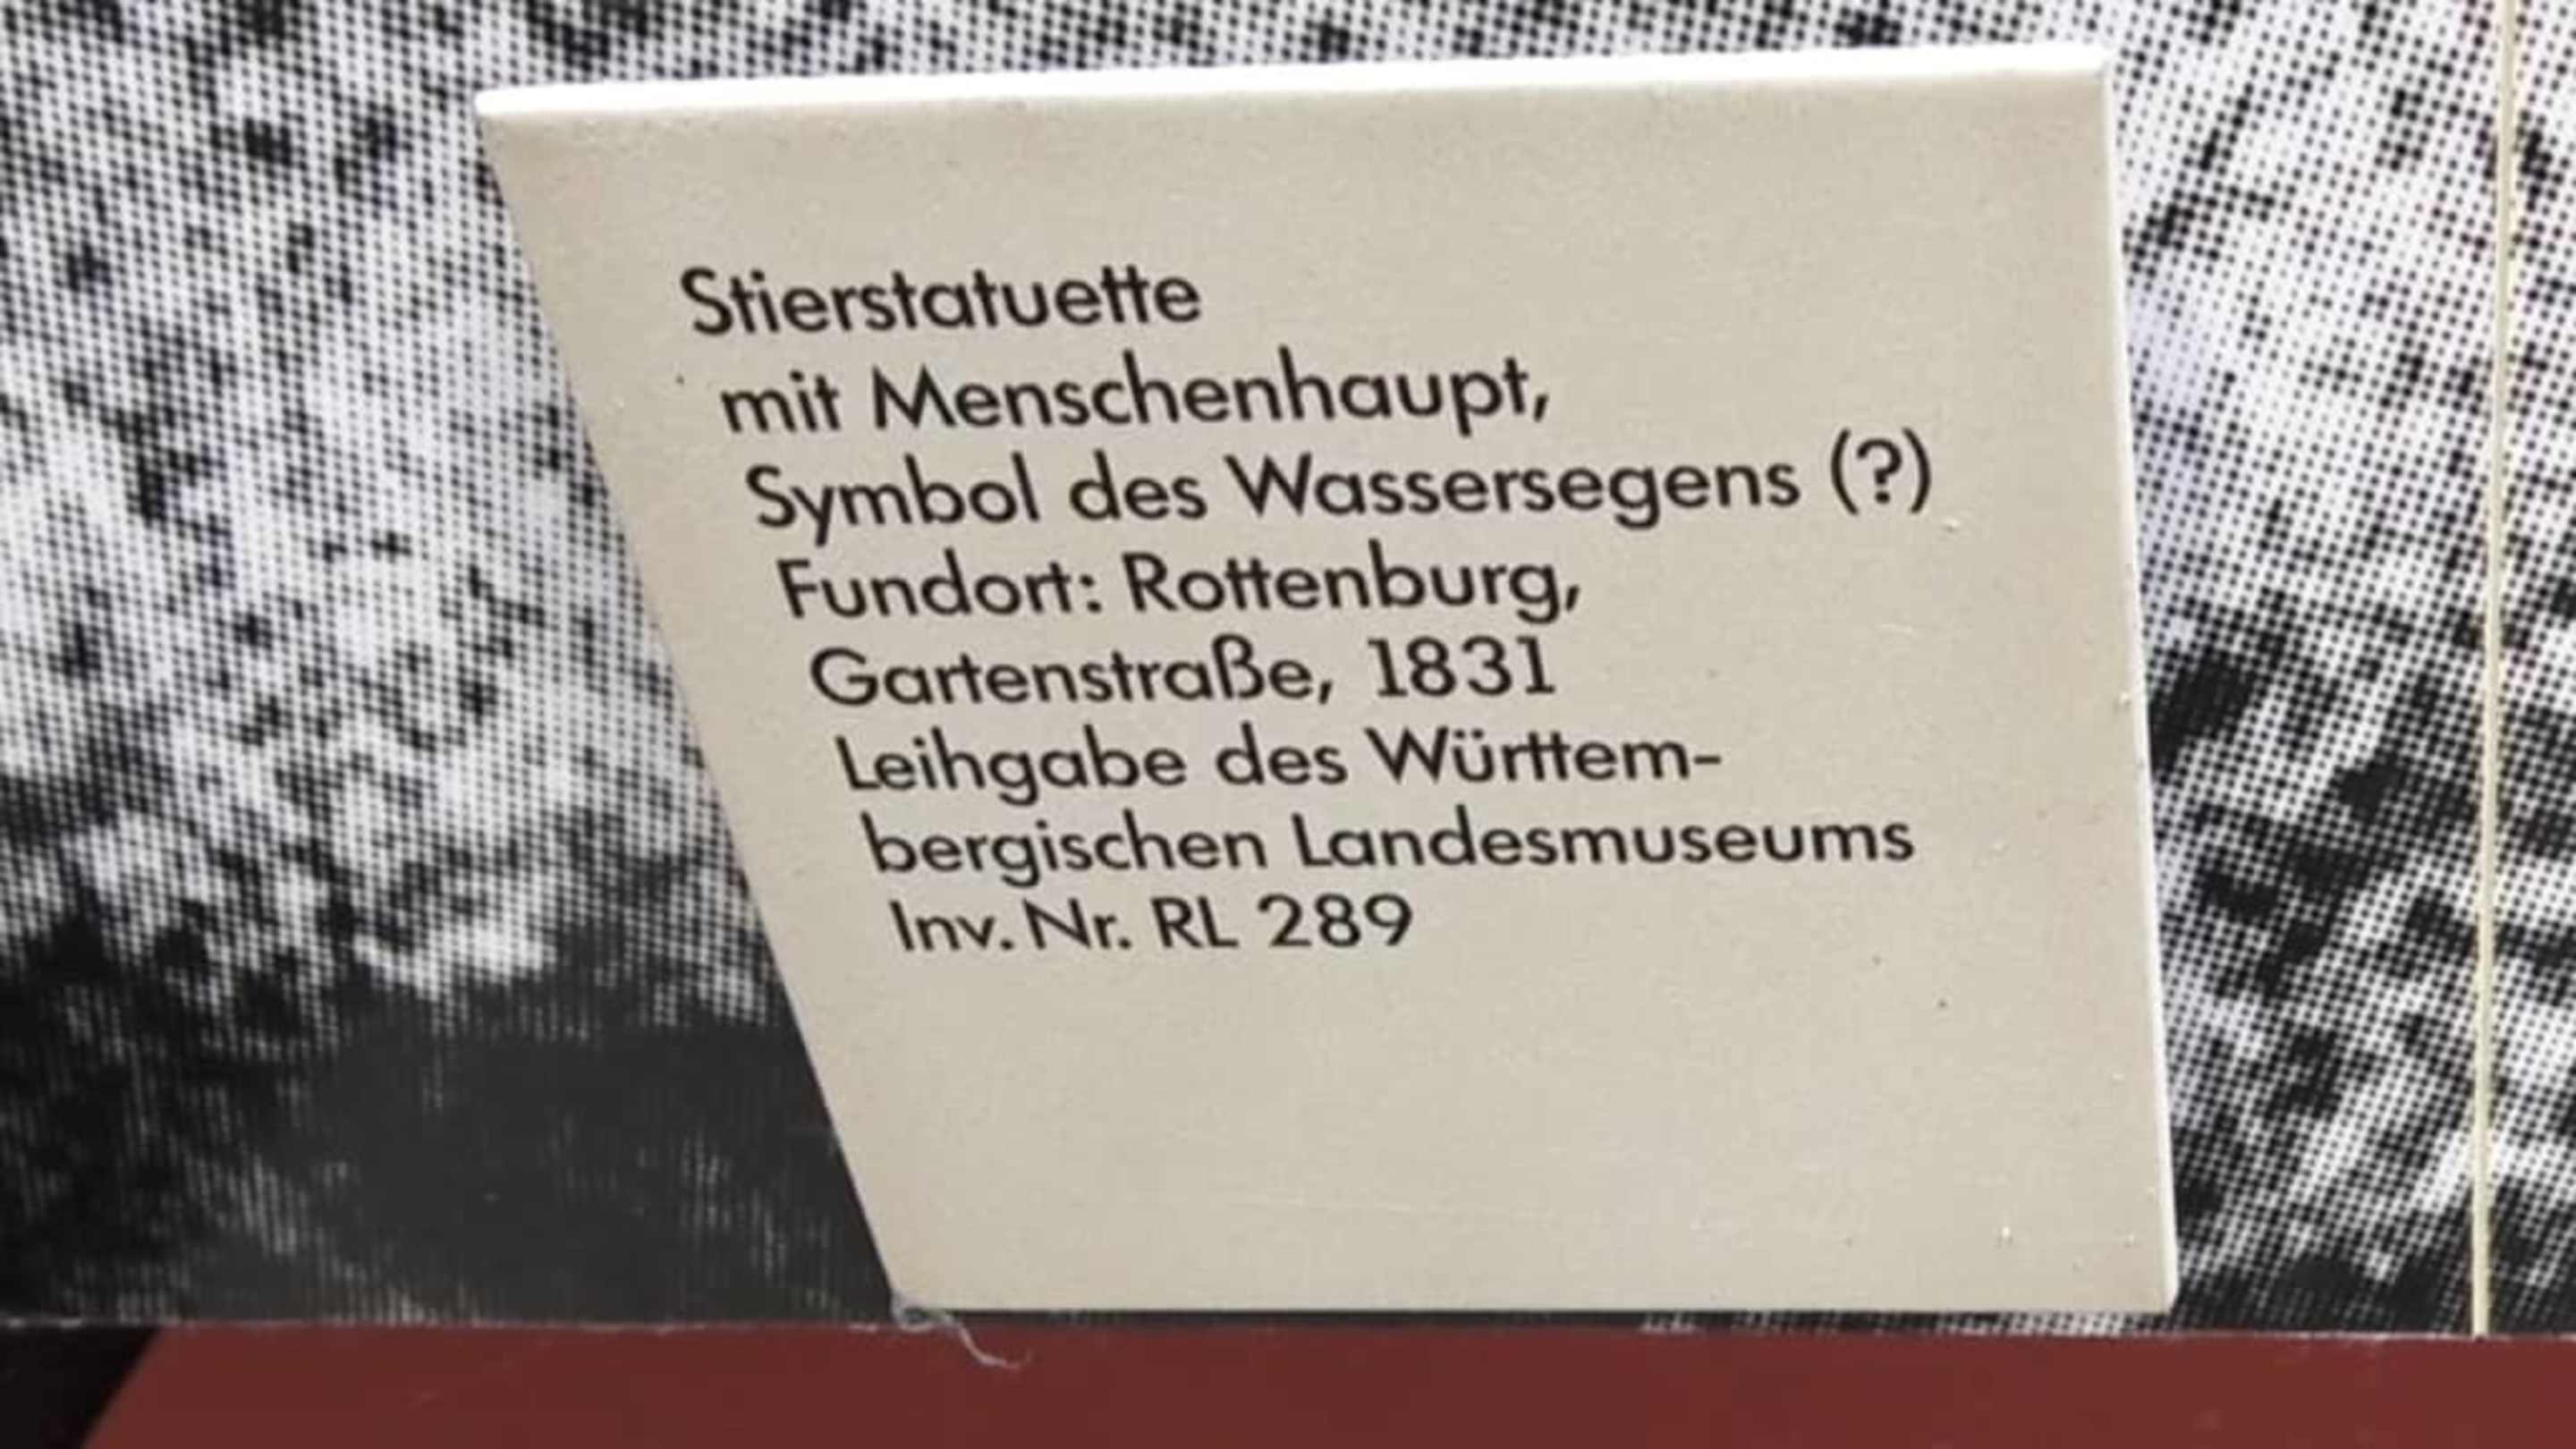 Stierstatuette
mit Menschenhaupt,
Symbol des Wassersegens (?)
Fundort: Rottenburg,
Gartenstraße, 1831
Leihgabe des Württem-
bergischen Landesmuseums
Inv. Nr. RL 289